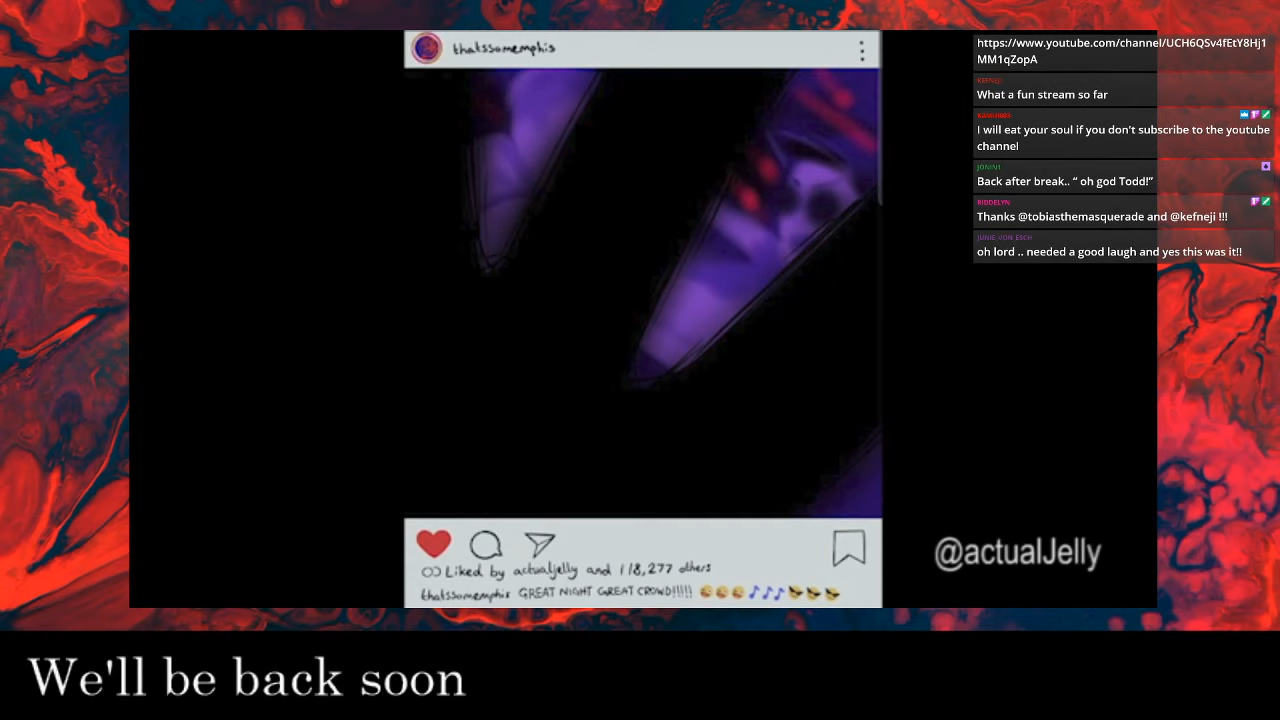 thatssomemphis
Liked by actualjelly and 118,277 others
thatssomemphis GREAT NIGHT GREAT CROWD!!!!!
@actualJelly
https://www.youtube.com/channel/UCH6QSv4fEtY8Hj1
MM1qZopA
KEFNEJI
What a fun stream so far
I will eat your soul if you don't subscribe to the youtube
channel
JONIN1
Back after break.. “ oh god Todd!”
RIDDELYN
Thanks @tobiasthemasquerade and @kefneji !!!
JUNIE_VON_ESCH
oh lord .. needed a good laugh and yes this was it!!
We'll be back soon